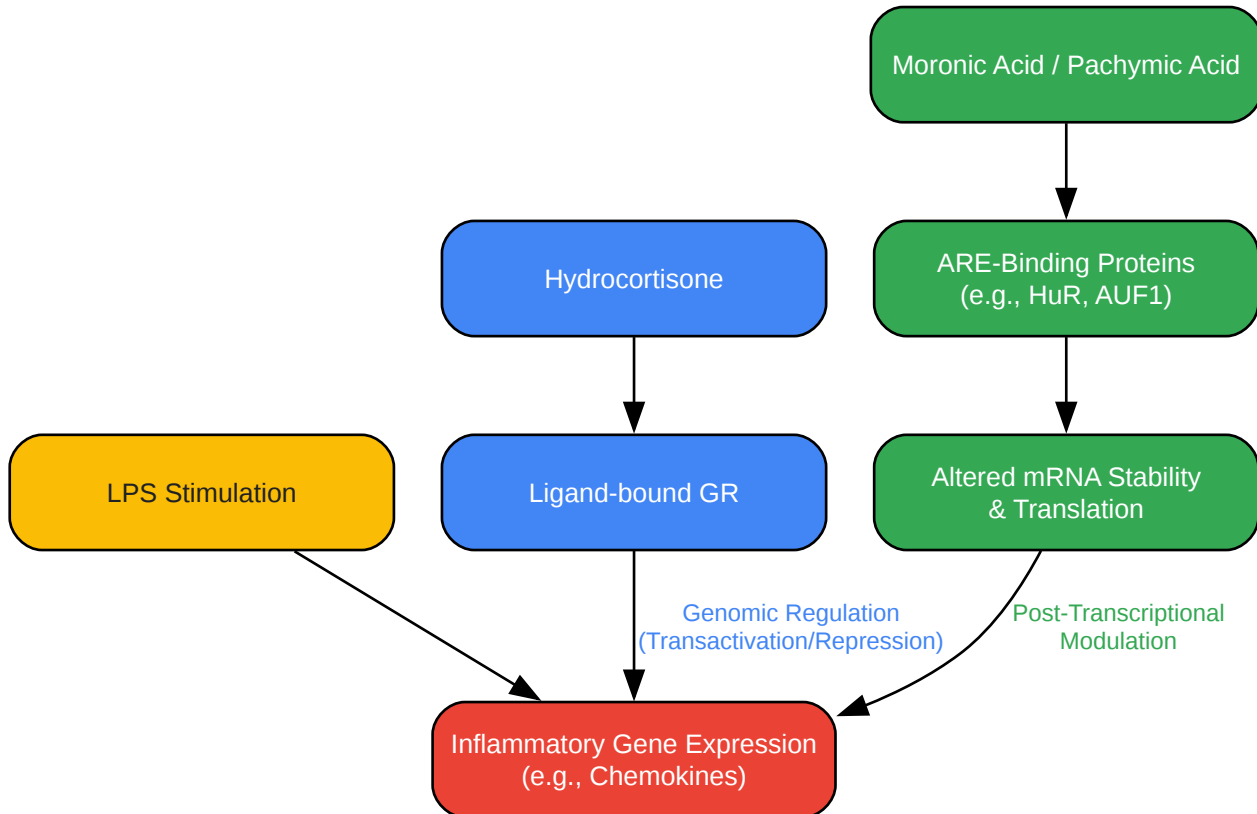 Moronic Acid / Pachymic Acid
Hydrocortisone
ARE-Binding Proteins
(e.g., HuR, AUF1)
LPS Stimulation
Ligand-bound GR
Altered mRNA Stability
& Translation
Genomic Regulation
(Transactivation/Repression)
Post-Transcriptional
Modulation
Inflammatory Gene Expression
(e.g., Chemokines)